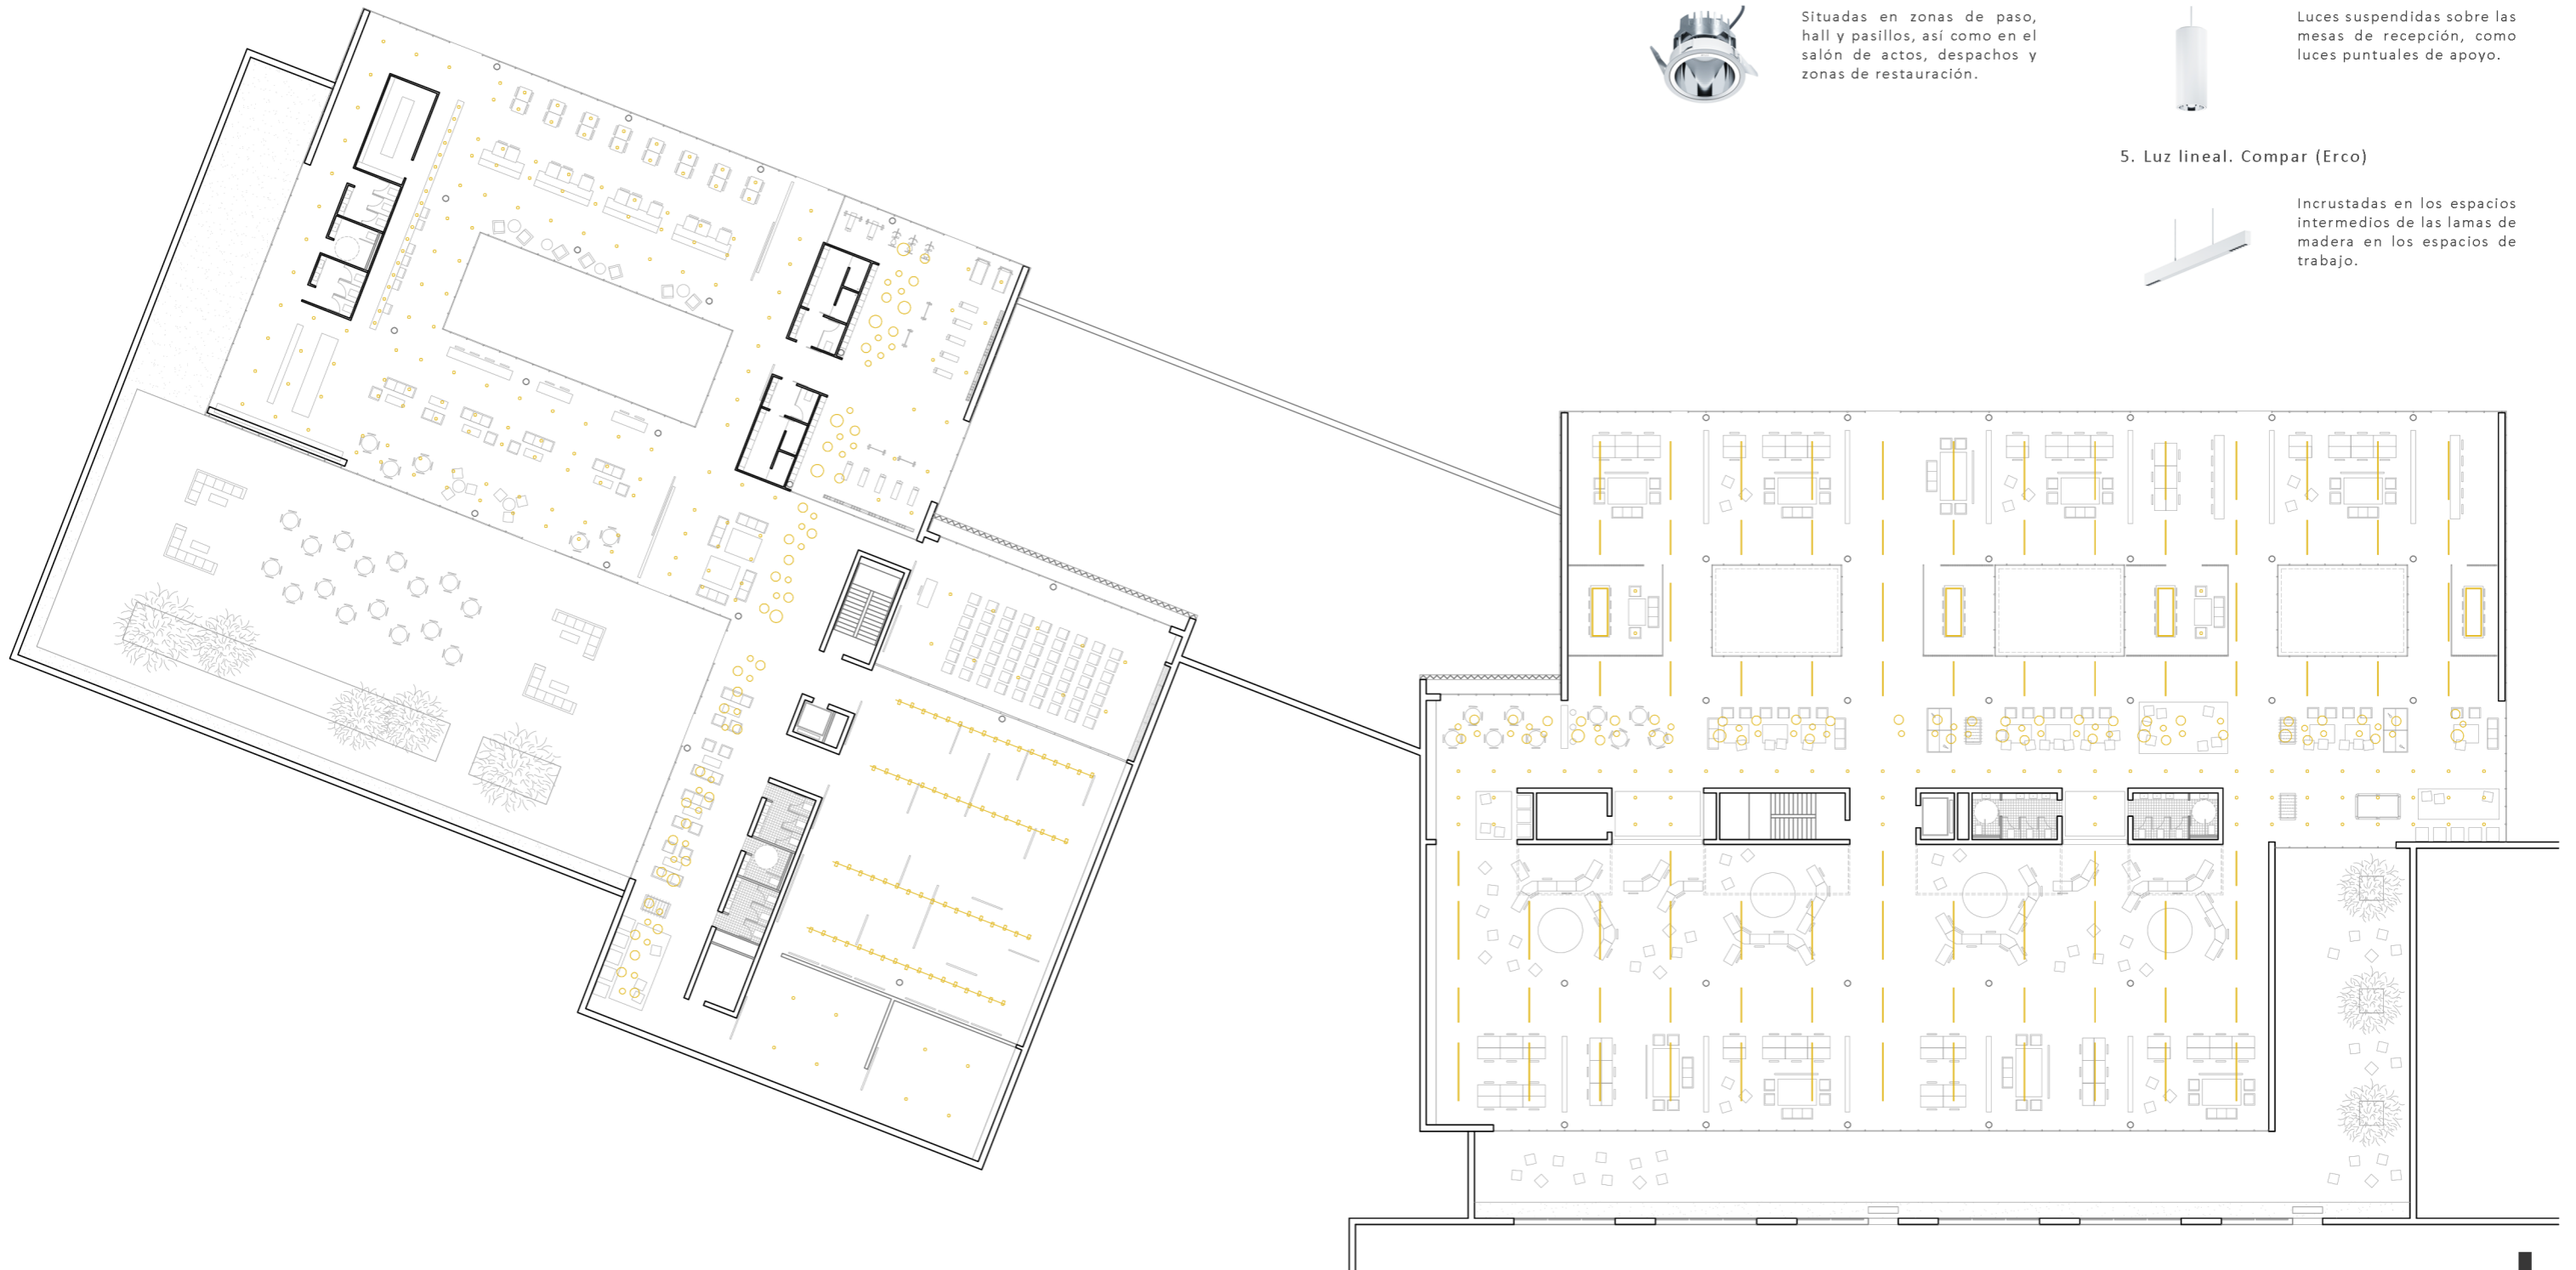 Situadas en zonas de paso,
hall y pasillos, así como en el
salón de actos, despachos y
zonas de restauración.
Luces suspendidas sobre las
mesas de recepción, como
luces puntuales de apoyo.
5. Luz lineal. Compar (Erco)
Incrustadas en los espacios
intermedios de las lamas de
madera en los espacios de
trabajo.